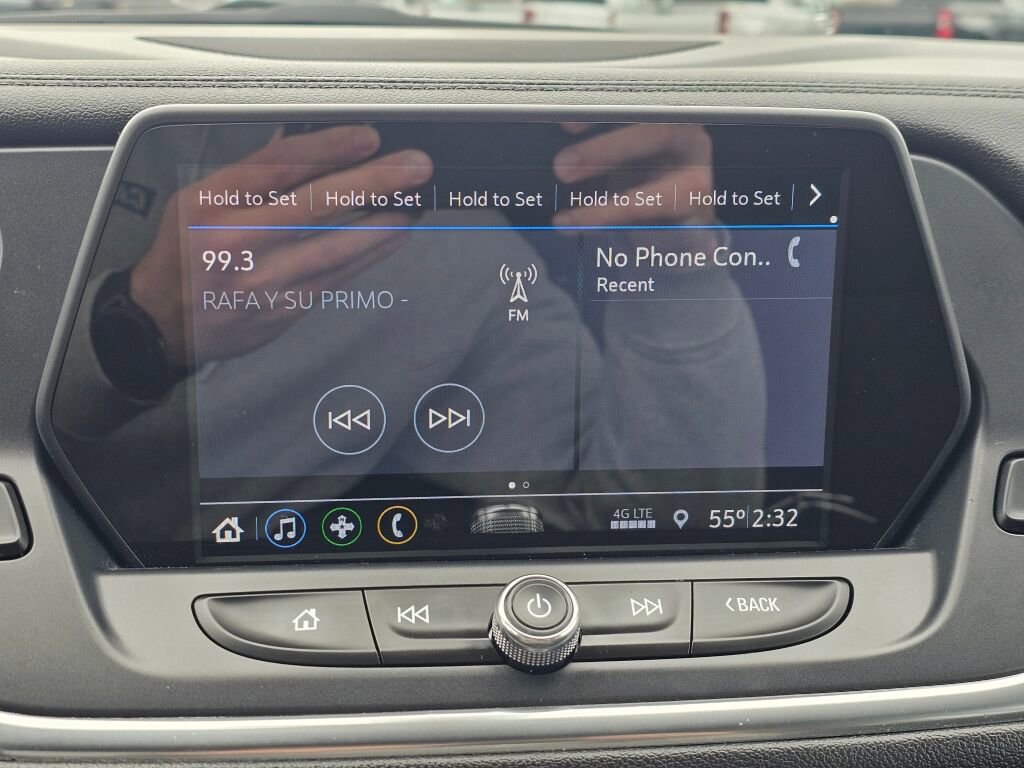 Hold to Set Hold to Set Hold to Set Hold to Set Hold to Set
99.3
RAFA Y SU PRIMO -
FM
No Phone Con..
Recent
4G LTE
55° 2:32
BACK